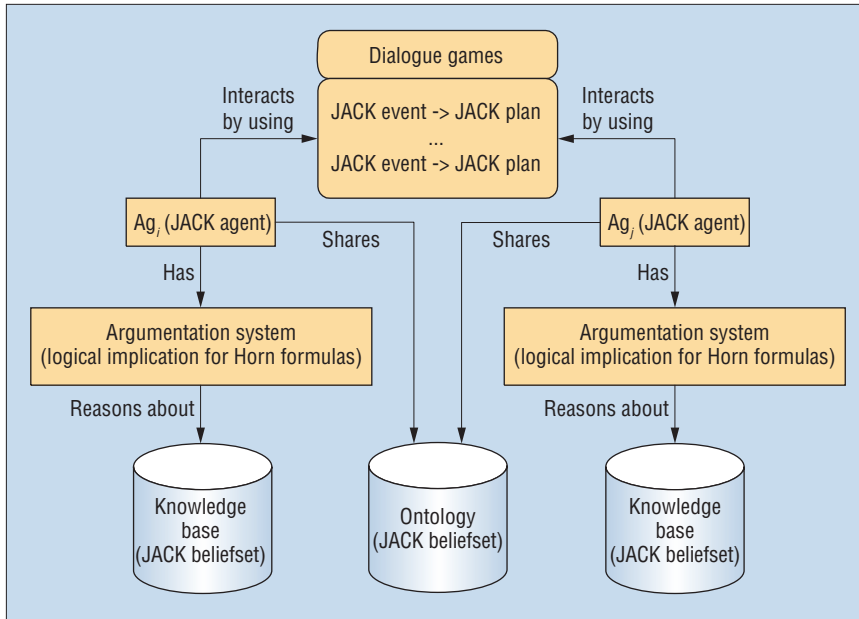 Dialogue games
Interacts
by using
JACK event -> JACK plan
...
JACK event -> JACK plan
Interacts
by using
Ag_i (JACK agent)
Shares
Shares
Ag_j (JACK agent)
Has
Has
Argumentation system
(logical implication for Horn formulas)
Argumentation system
(logical implication for Horn formulas)
Reasons about
Reasons about
Knowledge
base
(JACK beliefset)
Ontology
(JACK beliefset)
Knowledge
base
(JACK beliefset)